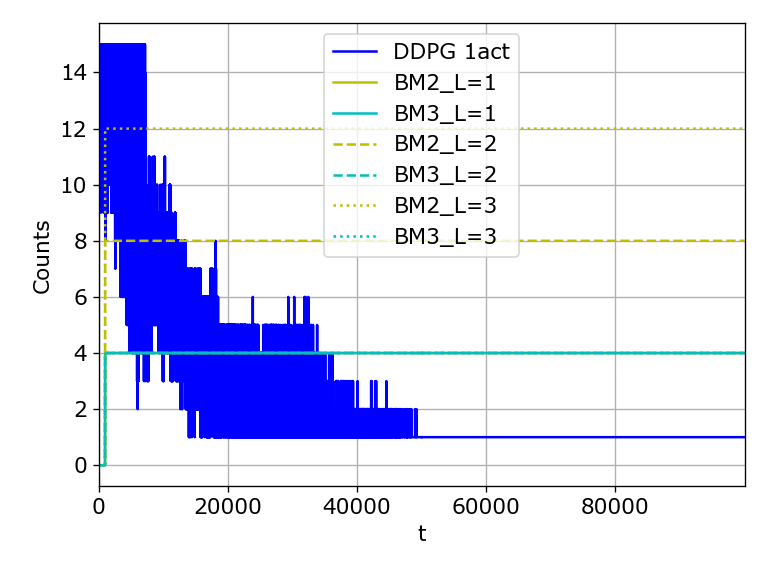 DDPG 1act
BM2_L=1
BM3_L=1
BM2_L=2
BM3_L=2
BM2_L=3
BM3_L=3
14
12
10
8
6
4
2
0
Counts
0 20000 40000 60000 80000
t